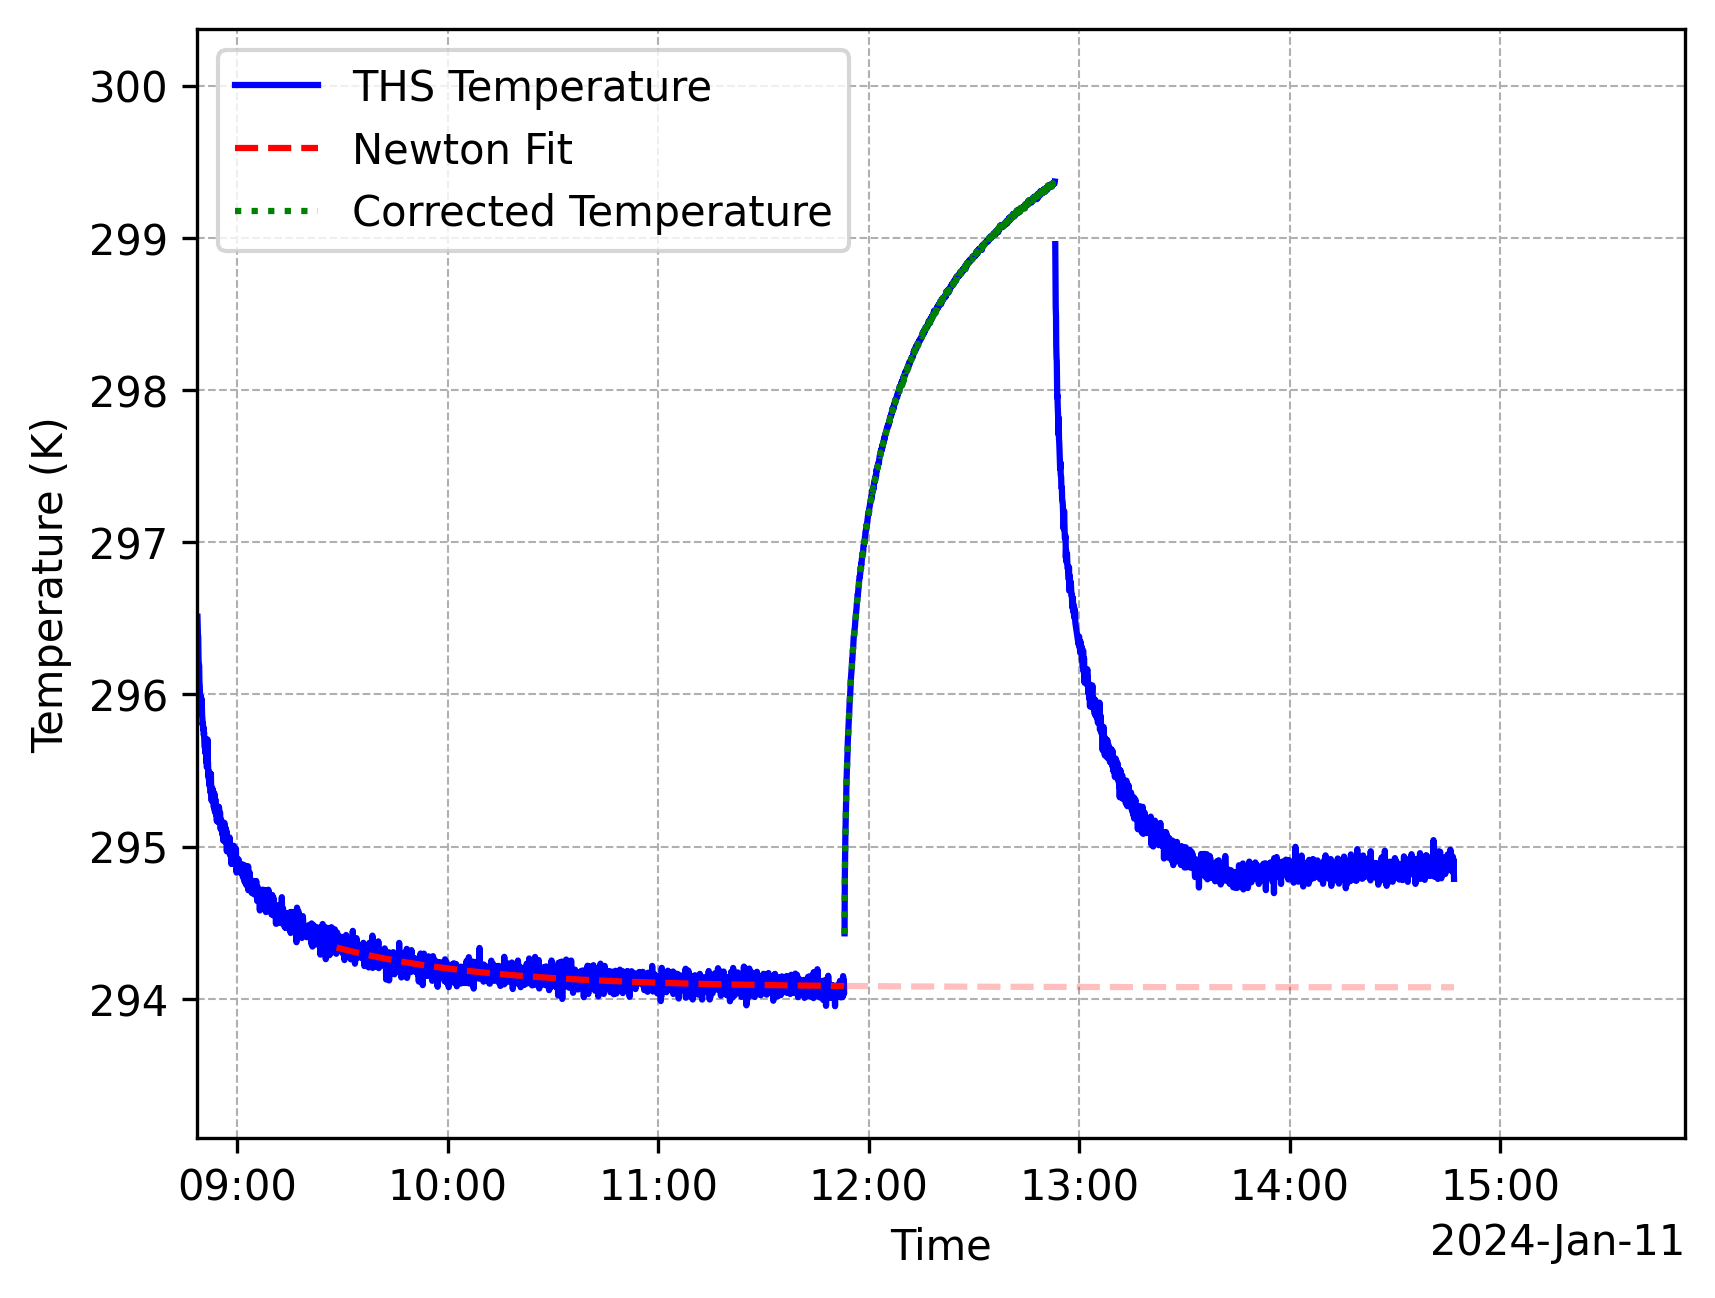 THS Temperature
Newton Fit
Corrected Temperature
300
299
298
297
296
295
294
Temperature (K)
09:00 10:00 11:00 12:00 13:00 14:00 15:00
Time
2024-Jan-11